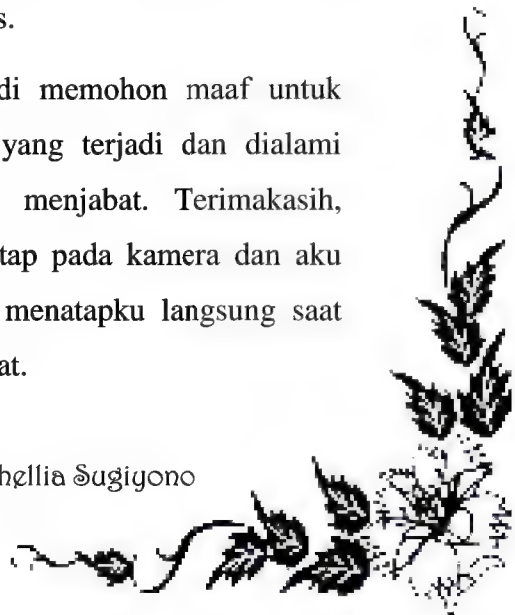 s.
di memohon maaf untuk
yang terjadi dan dialami
menjabat. Terimakasih,
tap pada kamera dan aku
menatapku langsung saat
at.
hellia Sugiyono